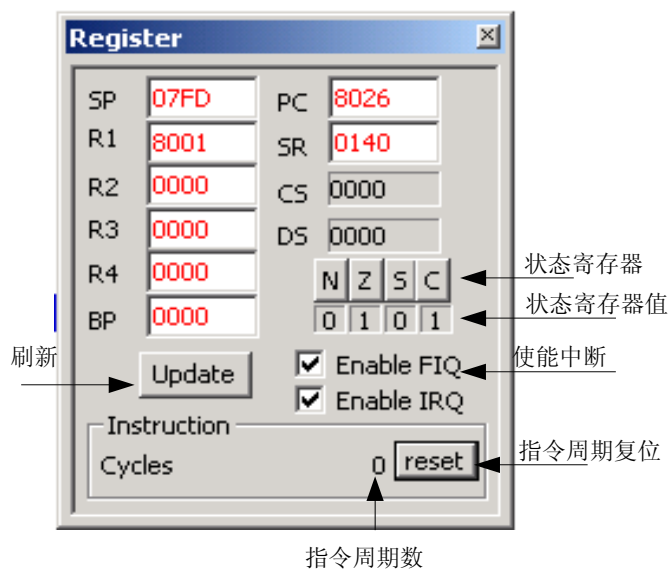 Register
SP 07FD PC 8026
R1 8001 SR 0140
R2 0000 CS 0000
R3 0000 DS 0000
R4 0000 N Z S C 状态寄存器
BP 0000 0 1 0 1 状态寄存器值
刷新 Update Enable FIQ 使能中断
Enable IRQ
Instruction
Cycles 0 reset 指令周期复位
指令周期数